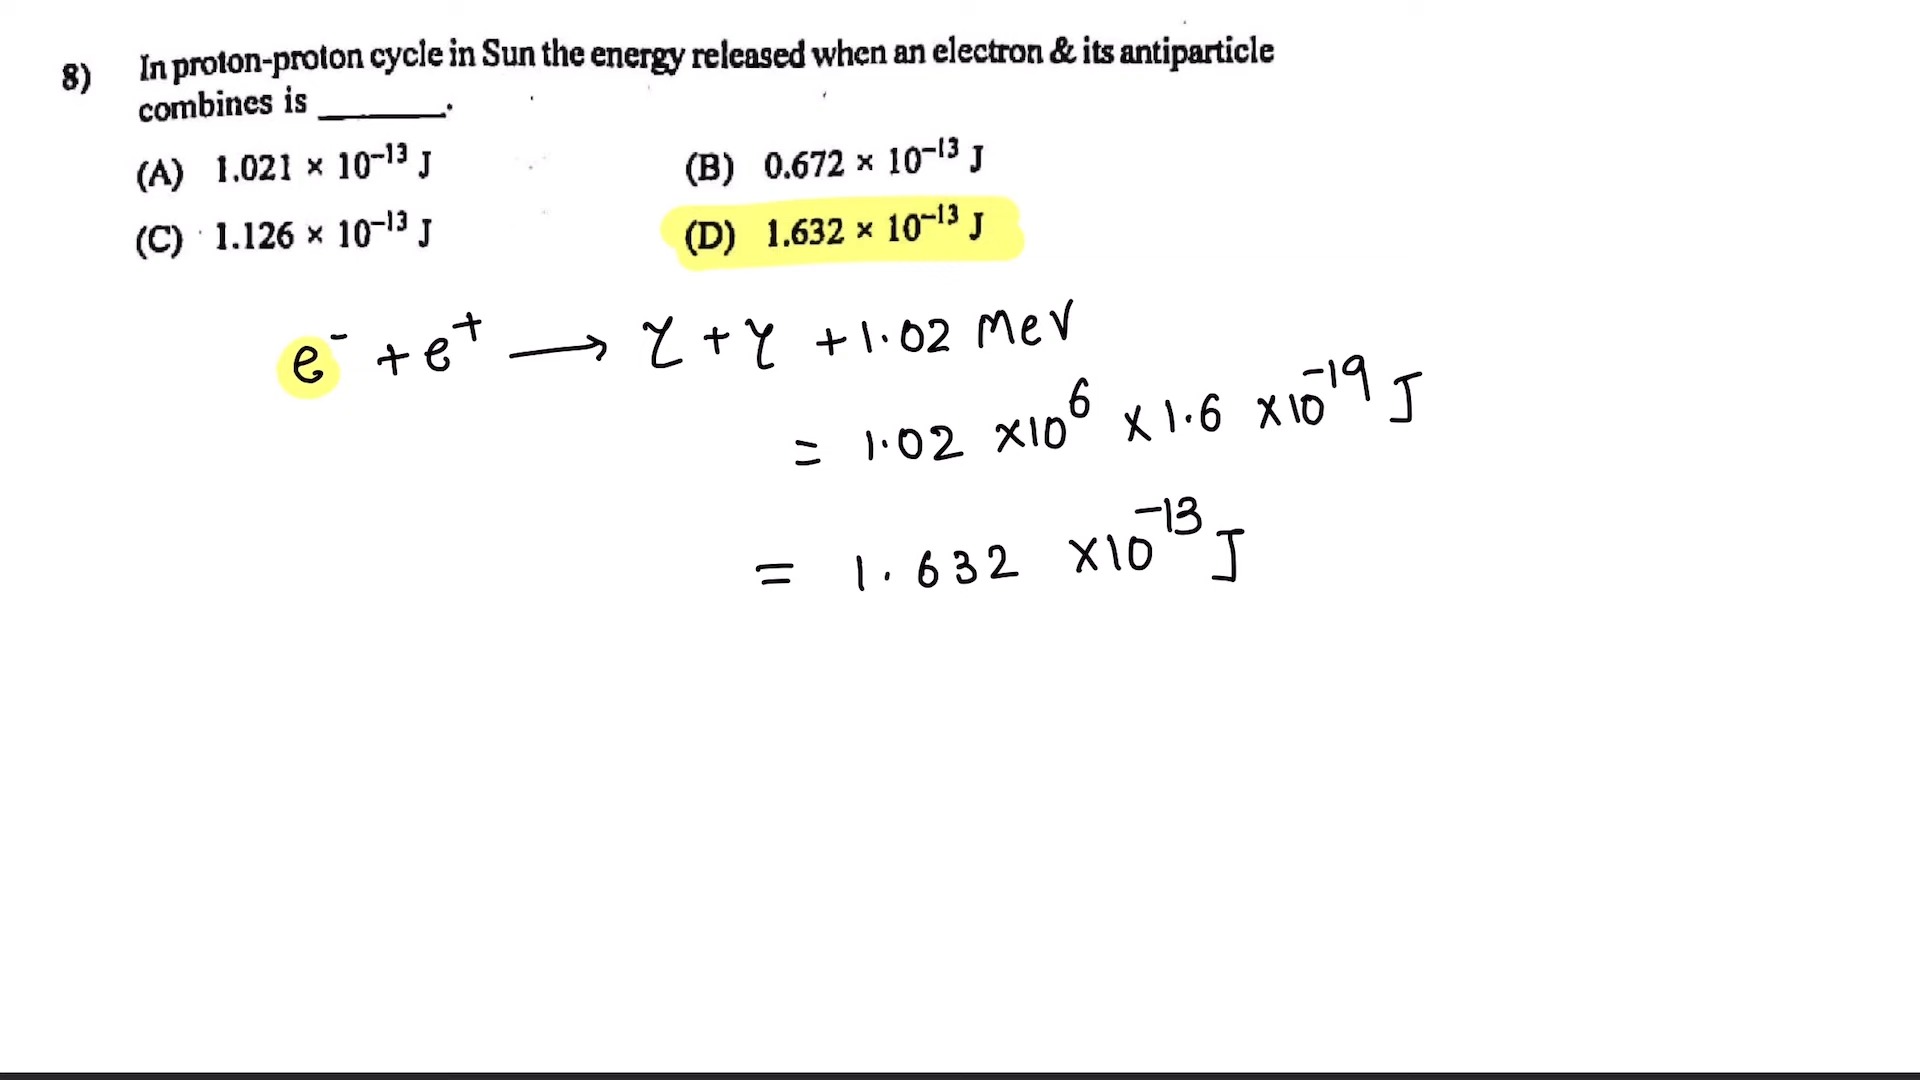 8) In proton-proton cycle in Sun the energy released when an electron & its antiparticle
combines is ______.
(A) 1.021 × 10⁻¹³ J (B) 0.672 × 10⁻¹³ J
(C) 1.126 × 10⁻¹³ J (D) 1.632 × 10⁻¹³ J
e⁻ + e⁺ → γ + γ + 1.02 MeV
= 1.02 × 10⁶ × 1.6 × 10⁻¹⁹ J
= 1.632 × 10⁻¹³ J